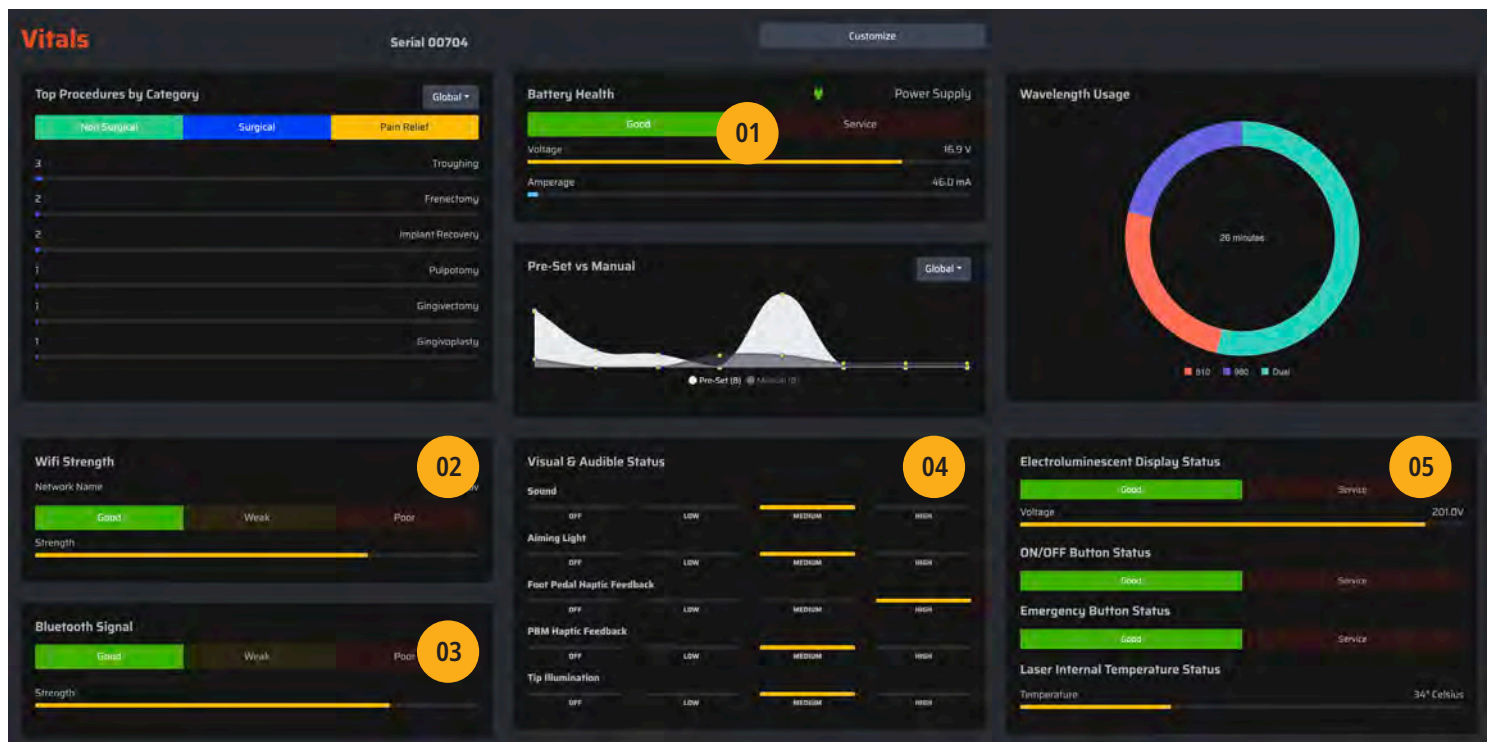 Vitals
Serial 00704
Customize
Top Procedures by Category
Global
Non Surgical Surgical Pain Relief
3 Troughing
2 Frenectomy
2 Implant Recovery
1 Pulpotomy
1 Gingivectomy
1 Gingivoplasty
Battery Health Power Supply
Good 01 Service
Voltage 16.9 V
Amperage 46.0 mA
Pre-Set vs Manual Global
Pre-Set (B) Manual (B)
Wavelength Usage
26 minutes
810 980 Dual
Wifi Strength
02
Network Name
Good Weak Poor
Strength
Bluetooth Signal
Good Weak Poor
03
Strength
Visual & Audible Status
04
Sound
OFF LOW MEDIUM HIGH
Aiming Light
OFF LOW MEDIUM HIGH
Foot Pedal Haptic Feedback
OFF LOW MEDIUM HIGH
PBM Haptic Feedback
OFF LOW MEDIUM HIGH
Tip Illumination
OFF LOW MEDIUM HIGH
Electroluminescent Display Status
05
Good Service
Voltage 201.0V
ON/OFF Button Status
Good Service
Emergency Button Status
Good Service
Laser Internal Temperature Status
Temperature 34° Celsius